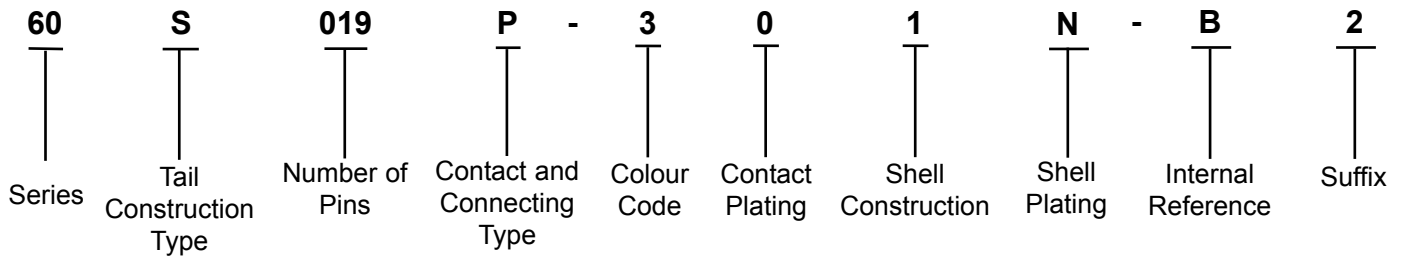 60 S 019 P - 3 0 1 N - B 2
Series
Tail
Construction
Type
Number of
Pins
Contact and
Connecting
Type
Colour
Code
Contact
Plating
Shell
Construction
Shell
Plating
Internal
Reference
Suffix